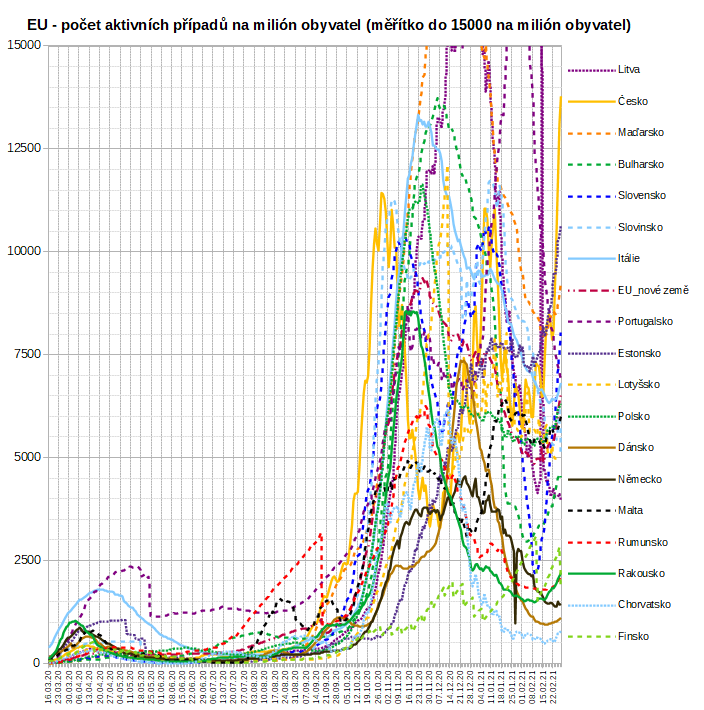 EU - počet aktivních případů na milión obyvatel (měřítko do 15000 na milión obyvatel)
15000
12500
10000
7500
5000
2500
0
Litva
Česko
Maďarsko
Bulharsko
Slovensko
Slovinsko
Itálie
EU_nové země
Portugalsko
Estonsko
Lotyšsko
Polsko
Dánsko
Německo
Malta
Rumunsko
Rakousko
Chorvatsko
Finsko
16.03.20
23.03.20
30.03.20
06.04.20
13.04.20
20.04.20
27.04.20
04.05.20
11.05.20
18.05.20
25.05.20
01.06.20
08.06.20
15.06.20
22.06.20
29.06.20
06.07.20
13.07.20
20.07.20
27.07.20
03.08.20
10.08.20
17.08.20
24.08.20
31.08.20
07.09.20
14.09.20
21.09.20
28.09.20
05.10.20
12.10.20
19.10.20
26.10.20
02.11.20
09.11.20
16.11.20
23.11.20
30.11.20
07.12.20
14.12.20
21.12.20
28.12.20
04.01.21
11.01.21
18.01.21
25.01.21
01.02.21
08.02.21
15.02.21
22.02.21